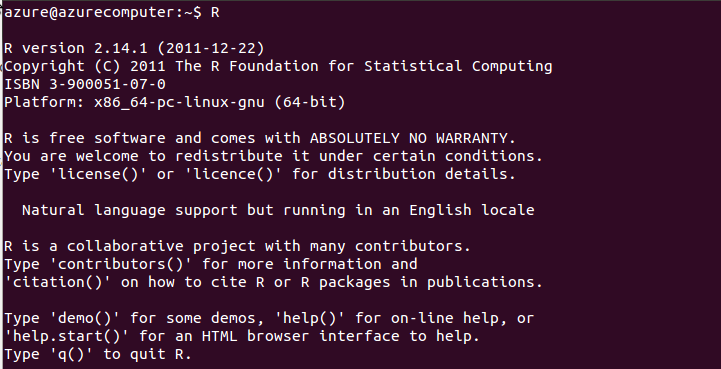 azure@azurecomputer:~$ R
R version 2.14.1 (2011-12-22)
Copyright (C) 2011 The R Foundation for Statistical Computing
ISBN 3-900051-07-0
Platform: x86_64-pc-linux-gnu (64-bit)
R is free software and comes with ABSOLUTELY NO WARRANTY.
You are welcome to redistribute it under certain conditions.
Type 'license()' or 'licence()' for distribution details.
Natural language support but running in an English locale
R is a collaborative project with many contributors.
Type 'contributors()' for more information and
'citation()' on how to cite R or R packages in publications.
Type 'demo()' for some demos, 'help()' for on-line help, or
'help.start()' for an HTML browser interface to help.
Type 'q()' to quit R.